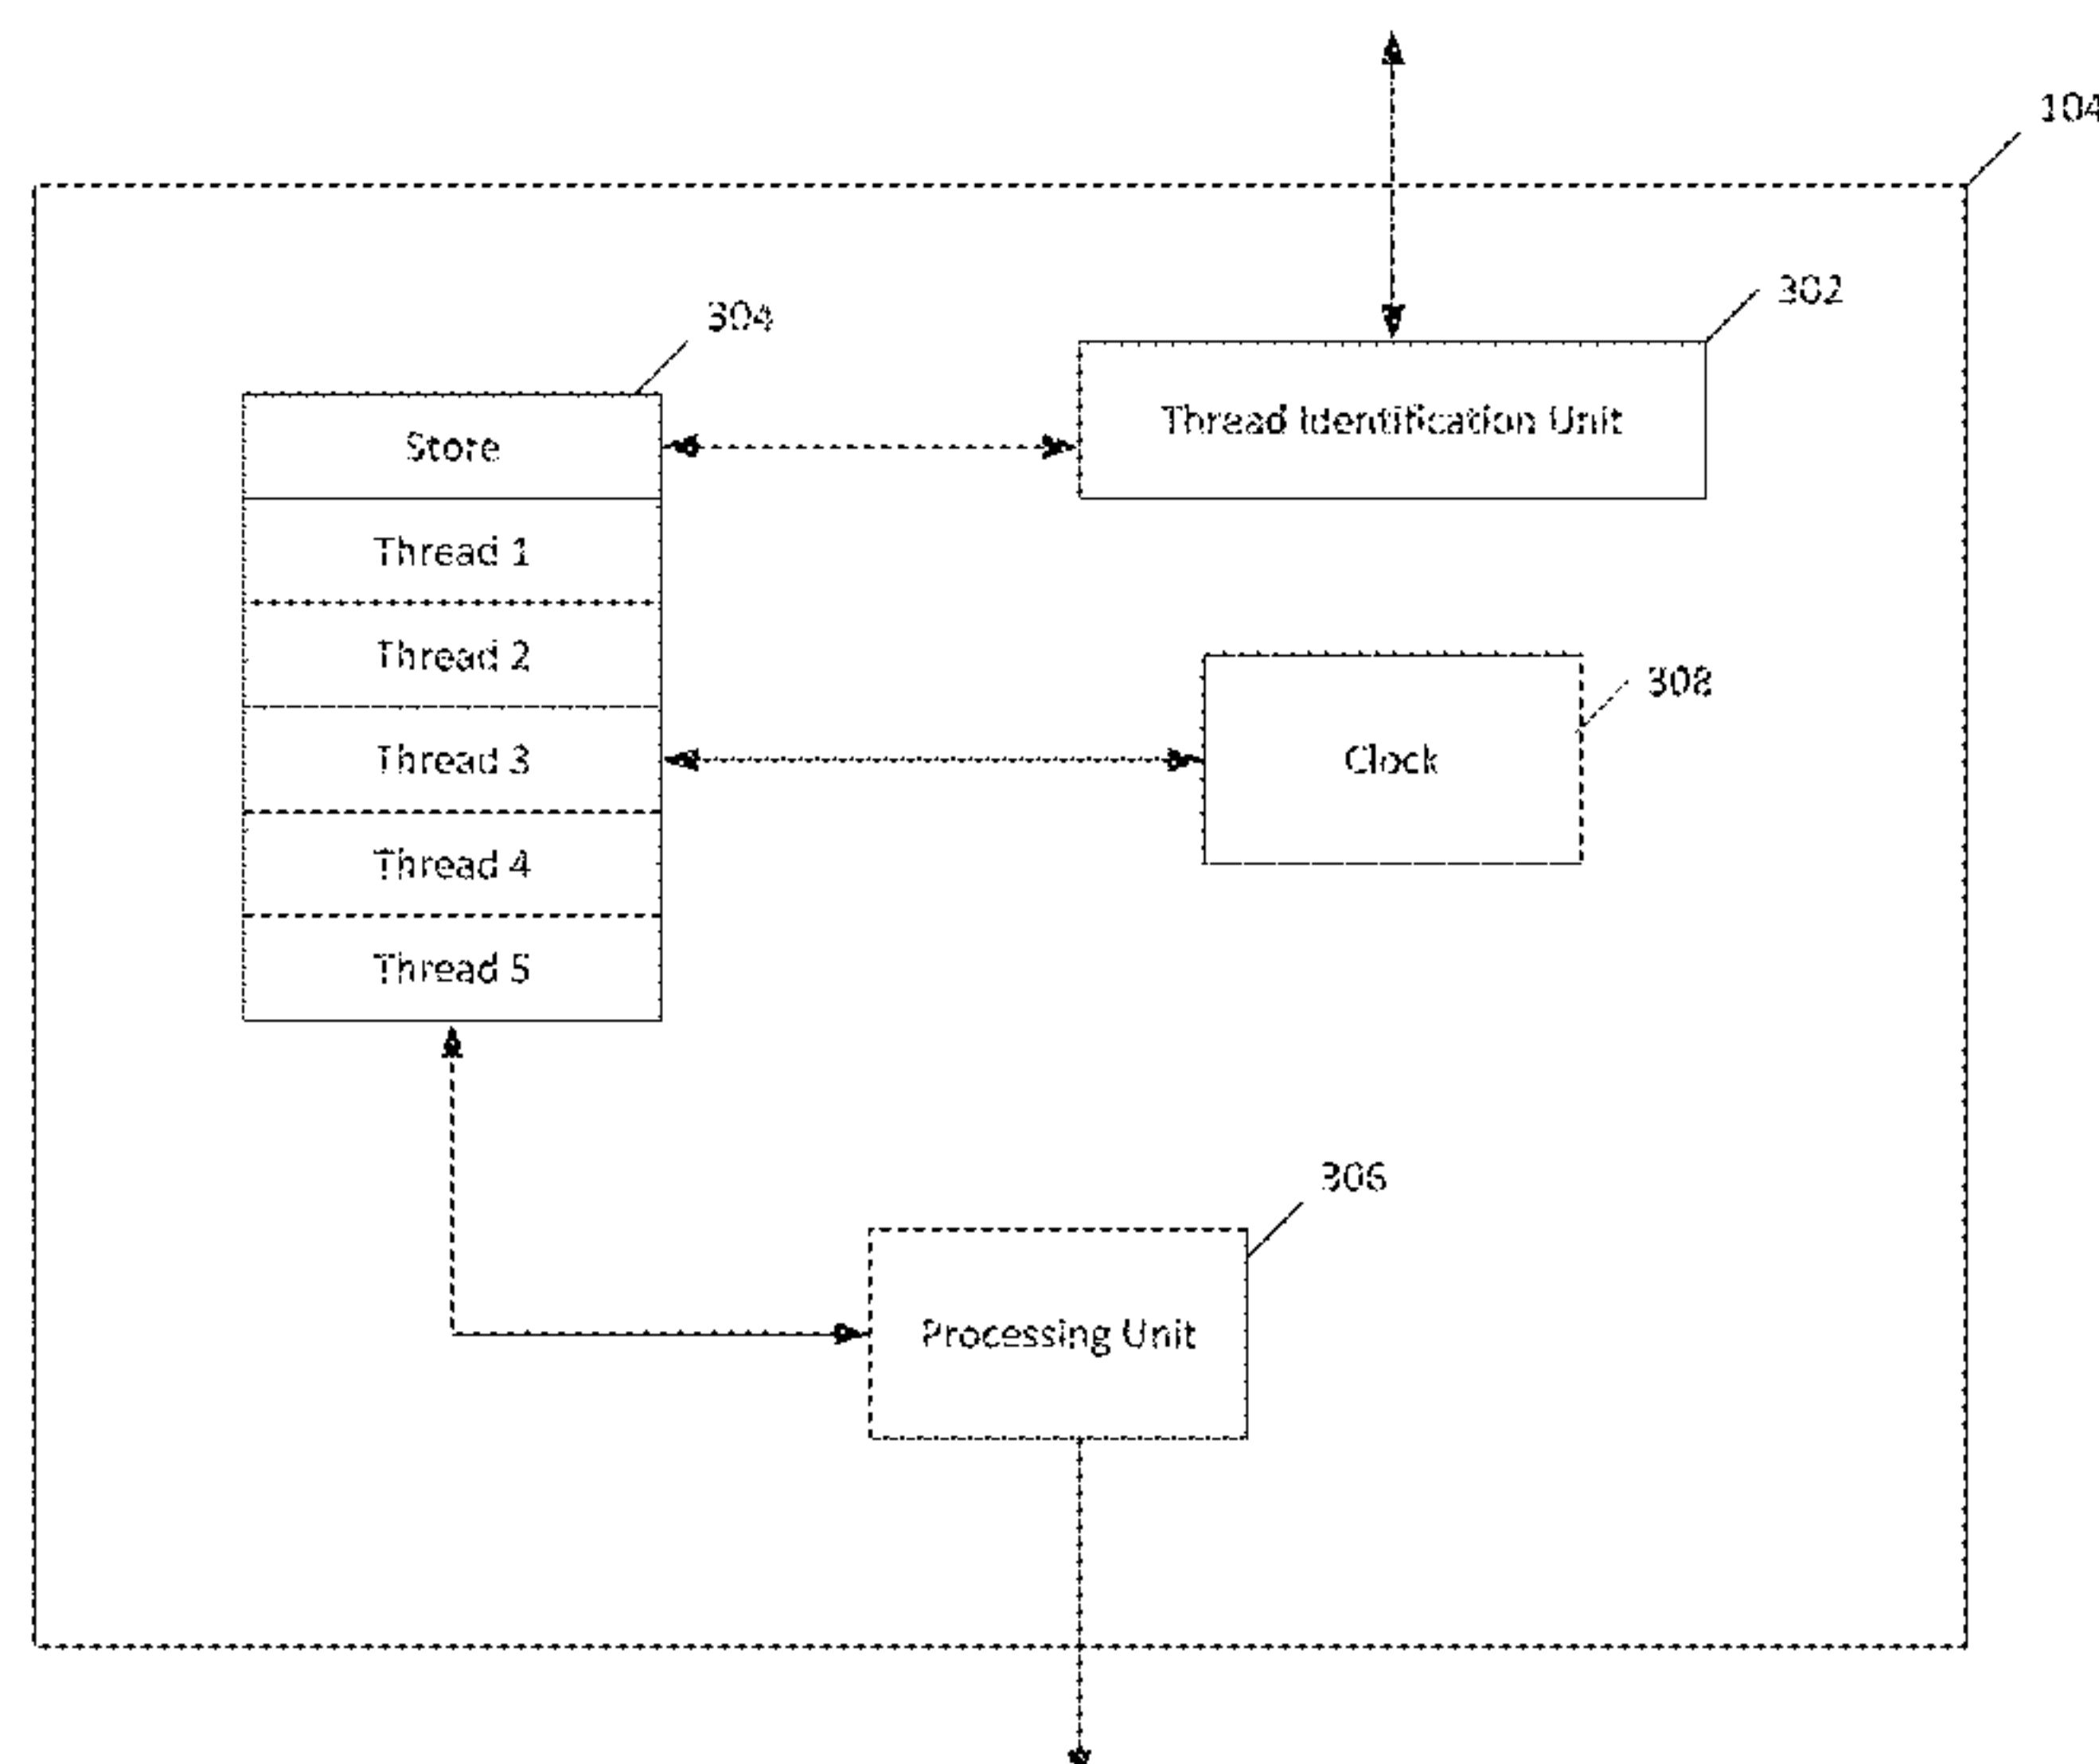 104
302
304
Thread Identification Unit
Store
Thread 1
Thread 2
308
Thread 3
Clock
Thread 4
Thread 5
306
Processing Unit